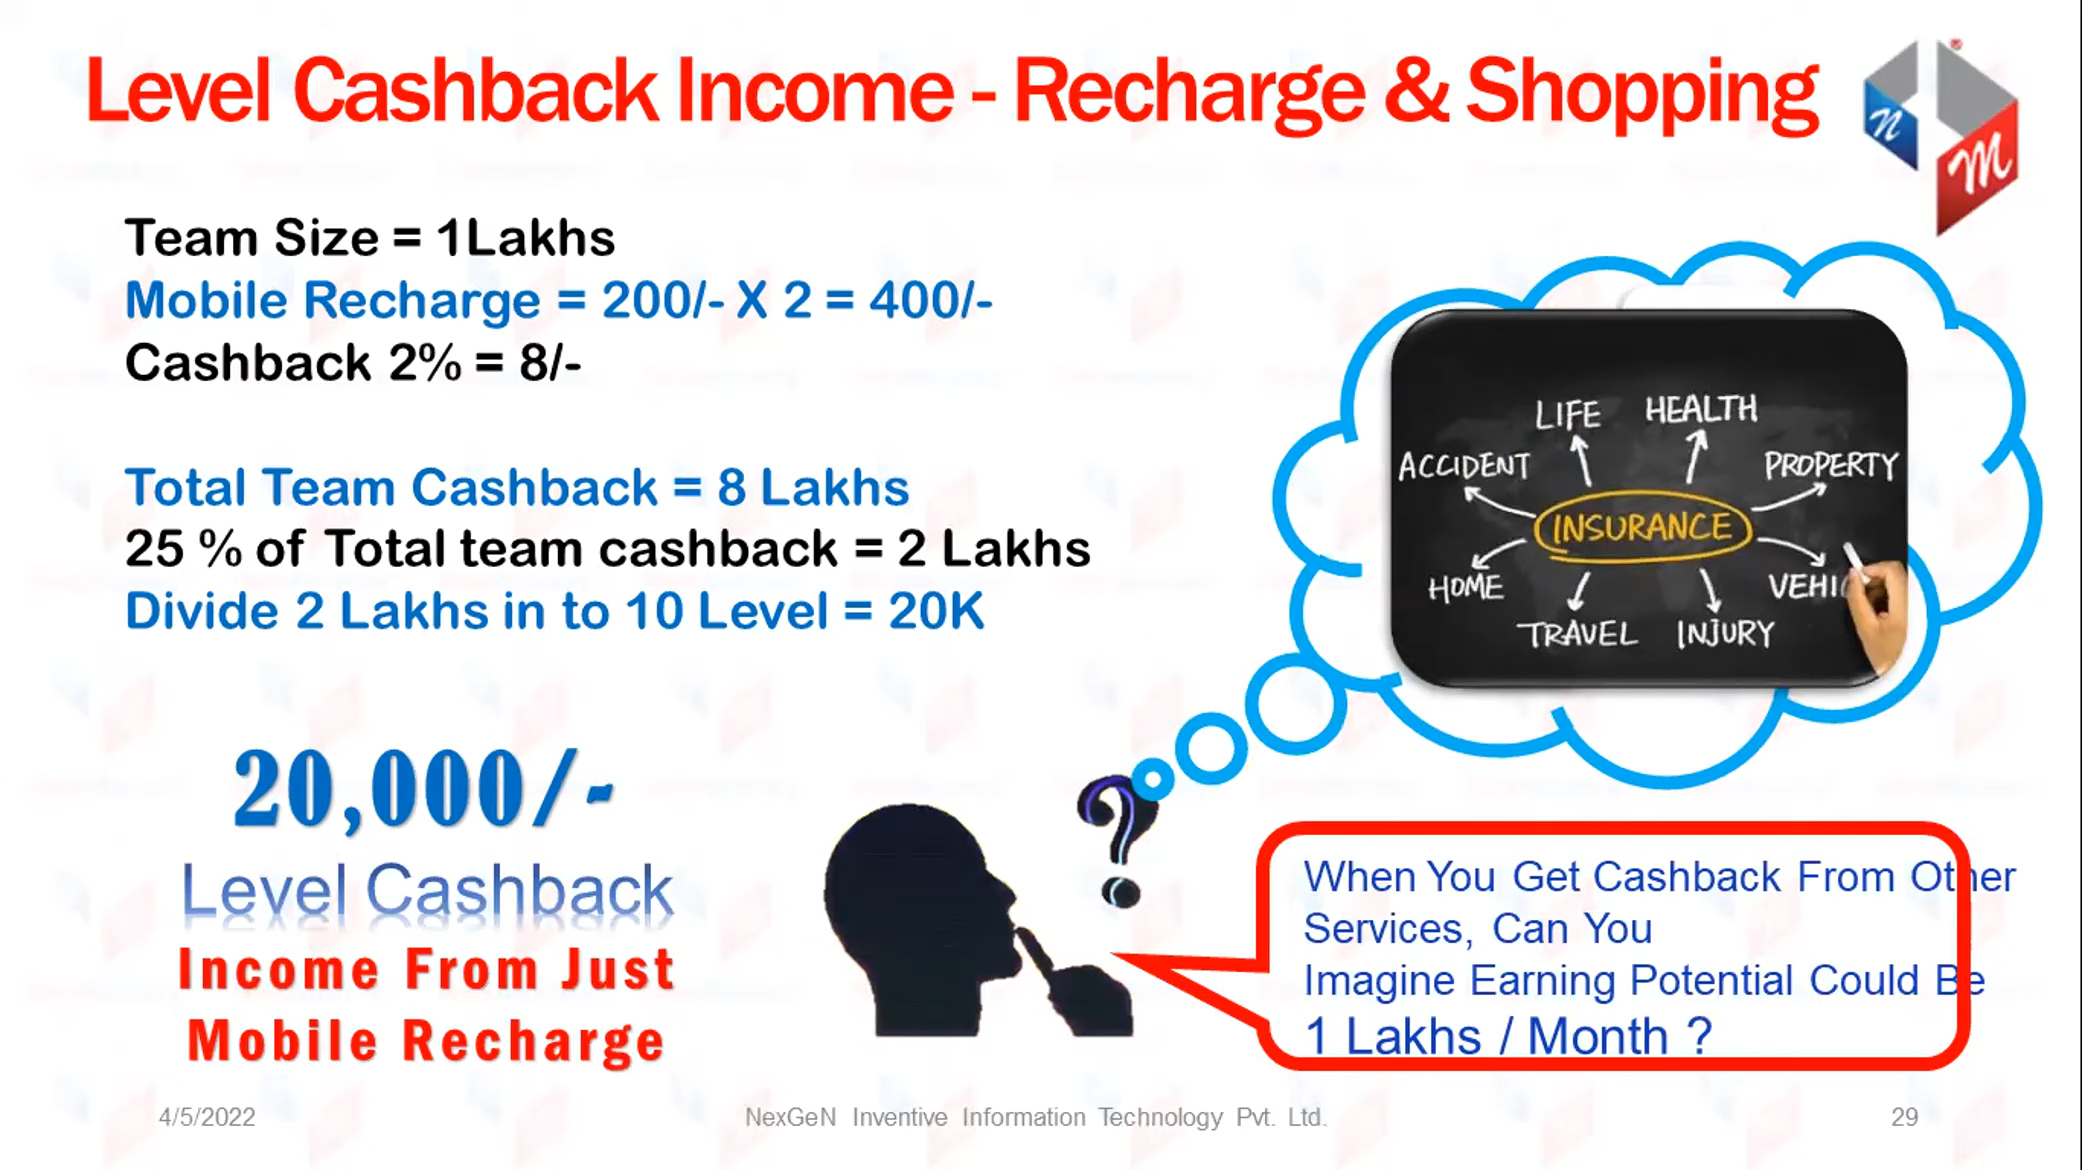 Level Cashback Income - Recharge & Shopping
n
m
Team Size = 1Lakhs
Mobile Recharge = 200/- X 2 = 400/-
Cashback 2% = 8/-
Total Team Cashback = 8 Lakhs
25 % of Total team cashback = 2 Lakhs
Divide 2 Lakhs in to 10 Level = 20K
LIFE HEALTH
ACCIDENT PROPERTY
INSURANCE
HOME VEHIC
TRAVEL INJURY
20,000/-
Level Cashback
Income From Just
Mobile Recharge
?
When You Get Cashback From Other
Services, Can You
Imagine Earning Potential Could Be
1 Lakhs / Month ?
4/5/2022 NexGeN Inventive Information Technology Pvt. Ltd. 29